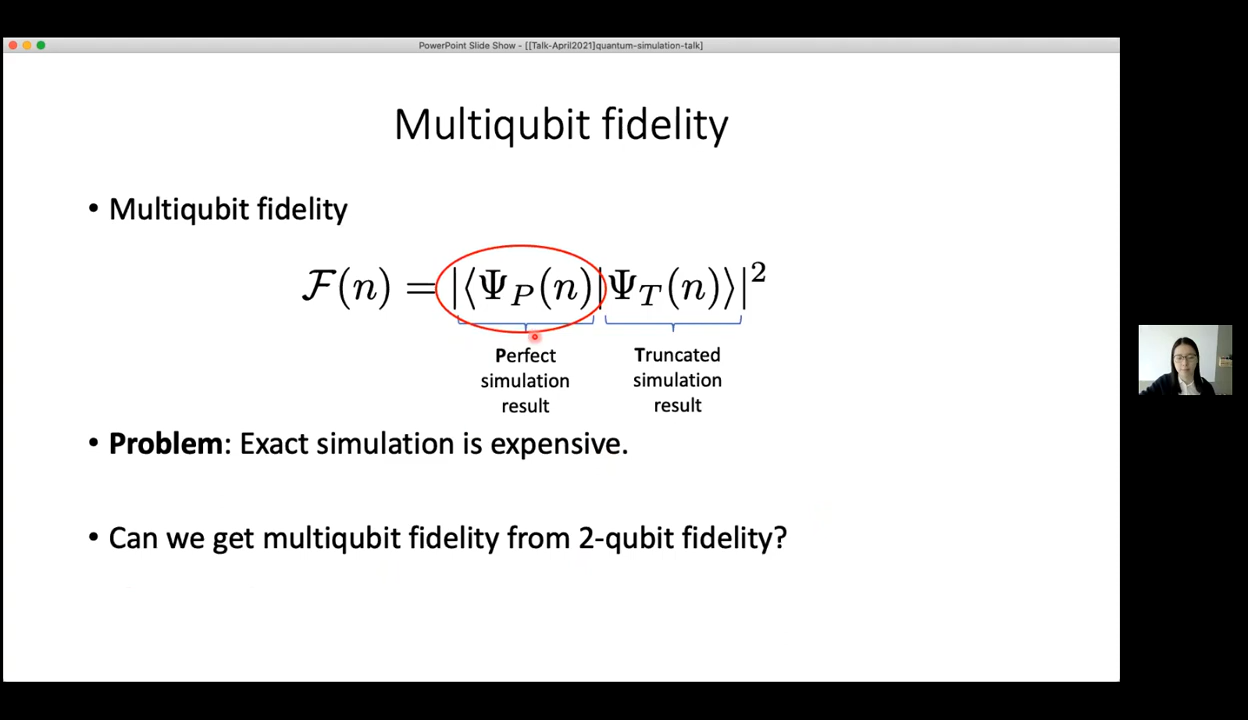 PowerPoint Slide Show - [[Talk-April2021]quantum-simulation-talk]
Multiqubit fidelity
• Multiqubit fidelity
ℱ(n) = |⟨Ψ_P(n)|Ψ_T(n)⟩|²
Perfect simulation result
Truncated simulation result
• Problem: Exact simulation is expensive.
• Can we get multiqubit fidelity from 2-qubit fidelity?